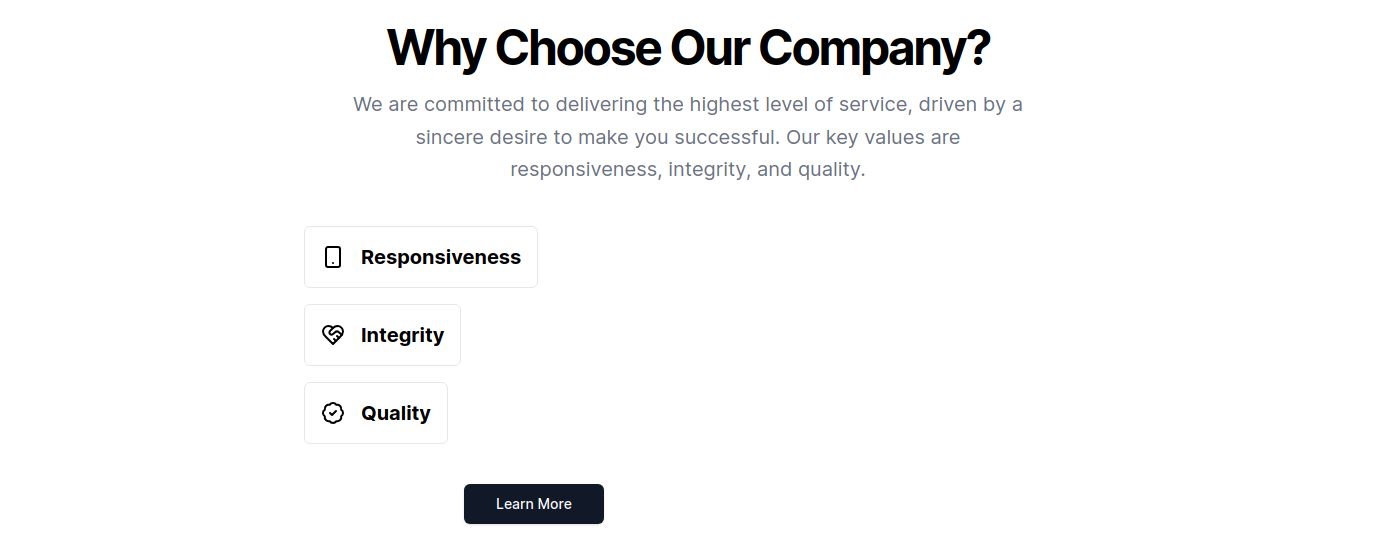 Why Choose Our Company?
We are committed to delivering the highest level of service, driven by a
sincere desire to make you successful. Our key values are
responsiveness, integrity, and quality.
Responsiveness
Integrity
Quality
Learn More